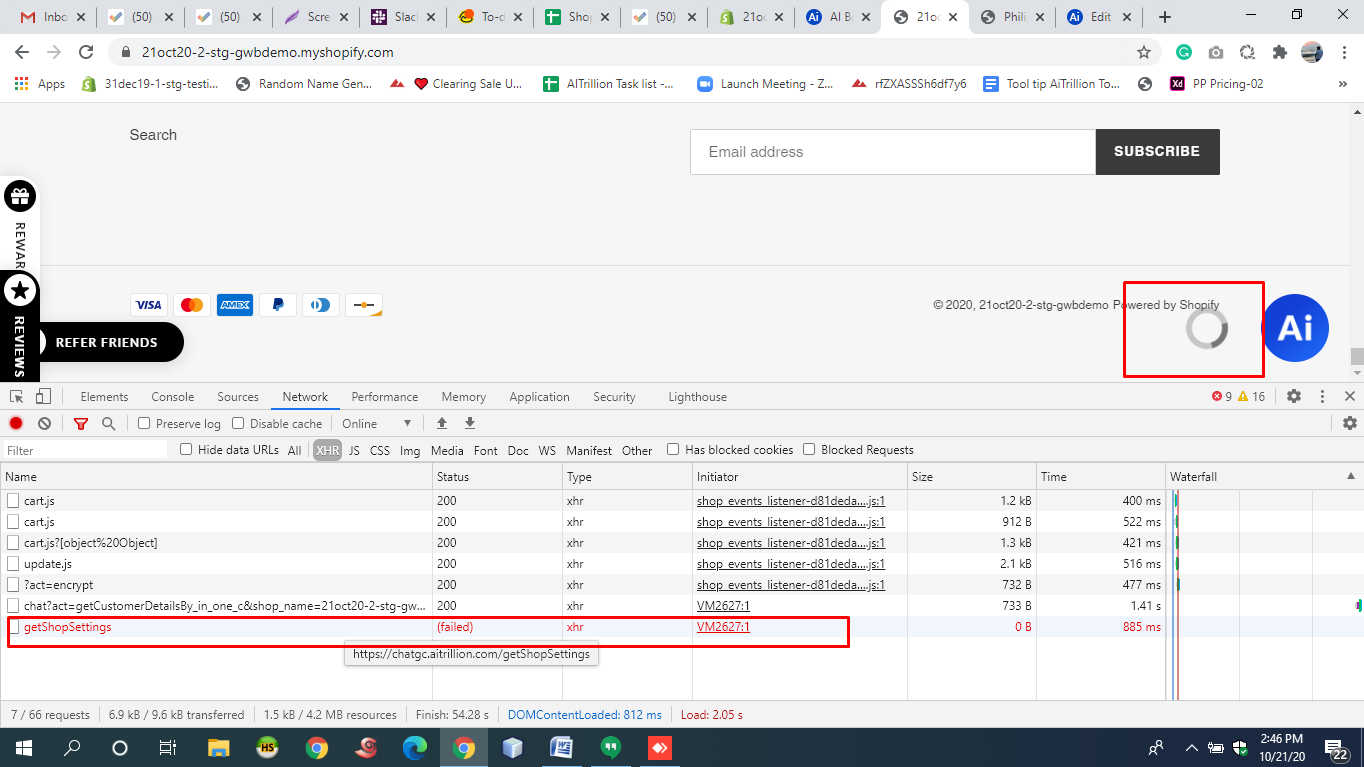 Inbo
(50)
(50)
Scre
Slac
To-d
Shop
(50)
21o
AI B
21o
Phili
Edit
21oct20-2-stg-gwbdemo.myshopify.com
Apps
31dec19-1-stg-testi...
Random Name Gen...
Clearing Sale U...
AITrillion Task list -...
Launch Meeting - Z...
rfZXASSSh6df7y6
Tool tip AiTrillion To...
Xd
PP Pricing-02
»
Search
Email address
SUBSCRIBE
REWAR
REVIEWS
REFER FRIENDS
VISA
AMEX
© 2020, 21oct20-2-stg-gwbdemo Powered by Shopify
Ai
Elements
Console
Sources
Network
Performance
Memory
Application
Security
Lighthouse
9
16
Preserve log
Disable cache
Online
Filter
Hide data URLs
All
XHR
JS
CSS
Img
Media
Font
Doc
WS
Manifest
Other
Has blocked cookies
Blocked Requests
Name Status Type Initiator Size Time Waterfall
cart.js 200 xhr shop_events_listener-d81deda....js:1 1.2 kB 400 ms
cart.js 200 xhr shop_events_listener-d81deda....js:1 912 B 522 ms
cart.js?[object%20Object] 200 xhr shop_events_listener-d81deda....js:1 1.3 kB 421 ms
update.js 200 xhr shop_events_listener-d81deda....js:1 2.1 kB 516 ms
?act=encrypt 200 xhr shop_events_listener-d81deda....js:1 732 B 477 ms
chat?act=getCustomerDetailsBy_in_one_c&shop_name=21oct20-2-stg-gw... 200 xhr VM2627:1 733 B 1.41 s
getShopSettings (failed) xhr VM2627:1 0 B 885 ms
https://chatgc.aitrillion.com/getShopSettings
7 / 66 requests
6.9 kB / 9.6 kB transferred
1.5 kB / 4.2 MB resources
Finish: 54.28 s
DOMContentLoaded: 812 ms
Load: 2.05 s
HS
2:46 PM
10/21/20
22